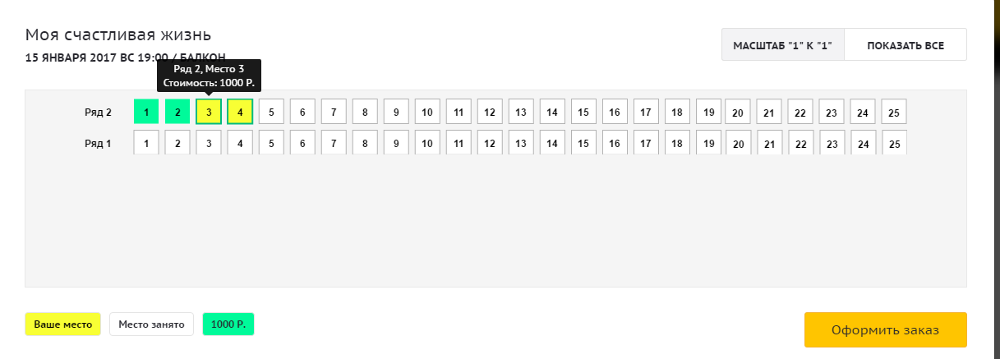 Моя счастливая жизнь
15 ЯНВАРЯ 2017 ВС 19:00 / БАЛКОН
МАСШТАБ "1" К "1"
ПОКАЗАТЬ ВСЕ
Ряд 2, Место 3
Стоимость: 1000 Р.
Ряд 2 1 2 3 4 5 6 7 8 9 10 11 12 13 14 15 16 17 18 19 20 21 22 23 24 25
Ряд 1 1 2 3 4 5 6 7 8 9 10 11 12 13 14 15 16 17 18 19 20 21 22 23 24 25
Ваше место
Место занято
1000 Р.
Оформить заказ